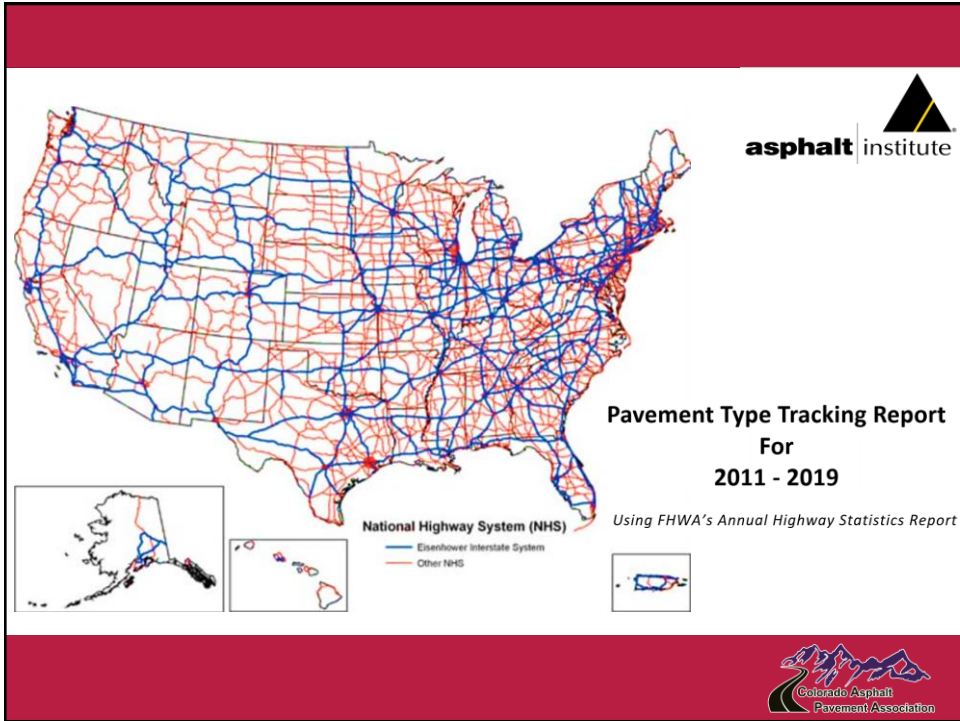 asphalt institute
Pavement Type Tracking Report
For
2011 - 2019
Using FHWA's Annual Highway Statistics Report
National Highway System (NHS)
Eisenhower Interstate System
Other NHS
Colorado Asphalt
Pavement Association